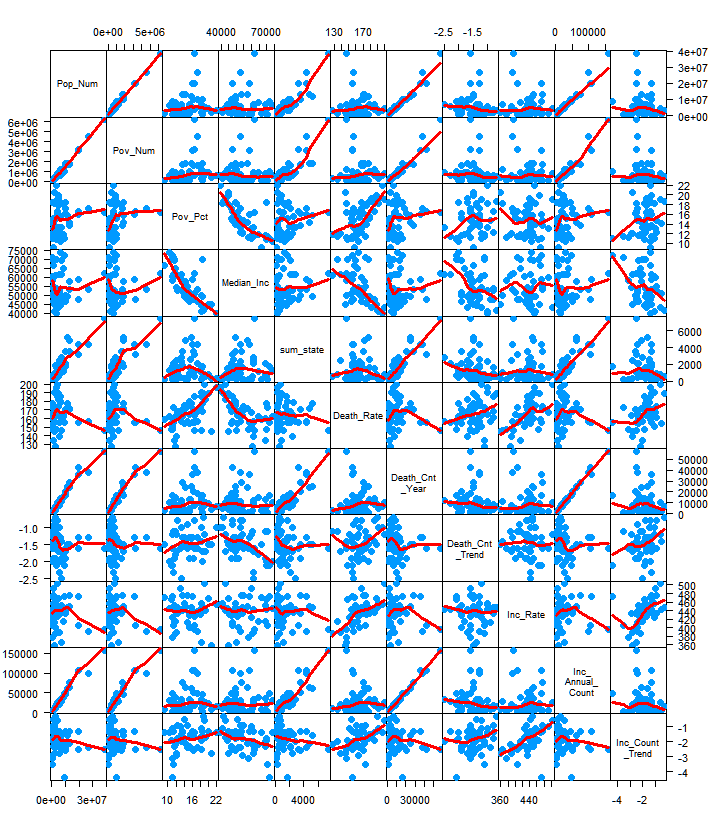 0e+00 5e+06 40000 70000 130 170 -2.5 -1.5 0 100000
Pop_Num
0e+00 1e+07 2e+07 3e+07 4e+07
Pov_Num
0e+00 1e+06 2e+06 3e+06 4e+06 5e+06 6e+06
Pov_Pct
10 12 14 16 18 20 22
Median_Inc
40000 45000 50000 55000 60000 65000 70000 75000
sum_state
0 2000 4000 6000
Death_Rate
130 140 150 160 170 180 190 200
Death_Cnt
_Year
0 10000 20000 30000 40000 50000
Death_Cnt
_Trend
-2.5 -2.0 -1.5 -1.0
Inc_Rate
360 380 400 420 440 460 480 500
Inc_
Annual_
Count
0 50000 100000 150000
Inc_Count
_Trend
-4 -3 -2 -1
0e+00 3e+07 10 16 22 0 4000 0 30000 360 440 -4 -2